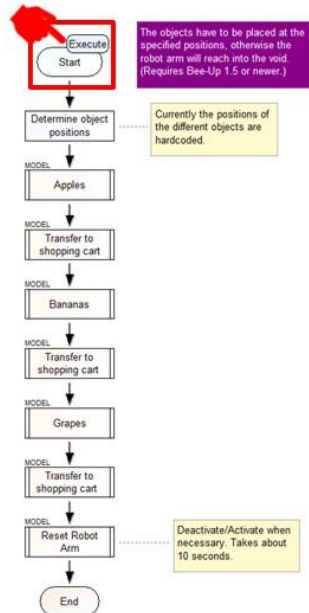 Execute
Start
The objects have to be placed at the
specified positions, otherwise the
robot arm will reach into the void.
(Requires Bee-Up 1.5 or newer.)
Determine object
positions
Currently the positions of
the different objects are
hardcoded.
MODEL
Apples
MODEL
Transfer to
shopping cart
MODEL
Bananas
MODEL
Transfer to
shopping cart
MODEL
Grapes
MODEL
Transfer to
shopping cart
MODEL
Reset Robot
Arm
Deactivate/Activate when
necessary. Takes about
10 seconds.
End